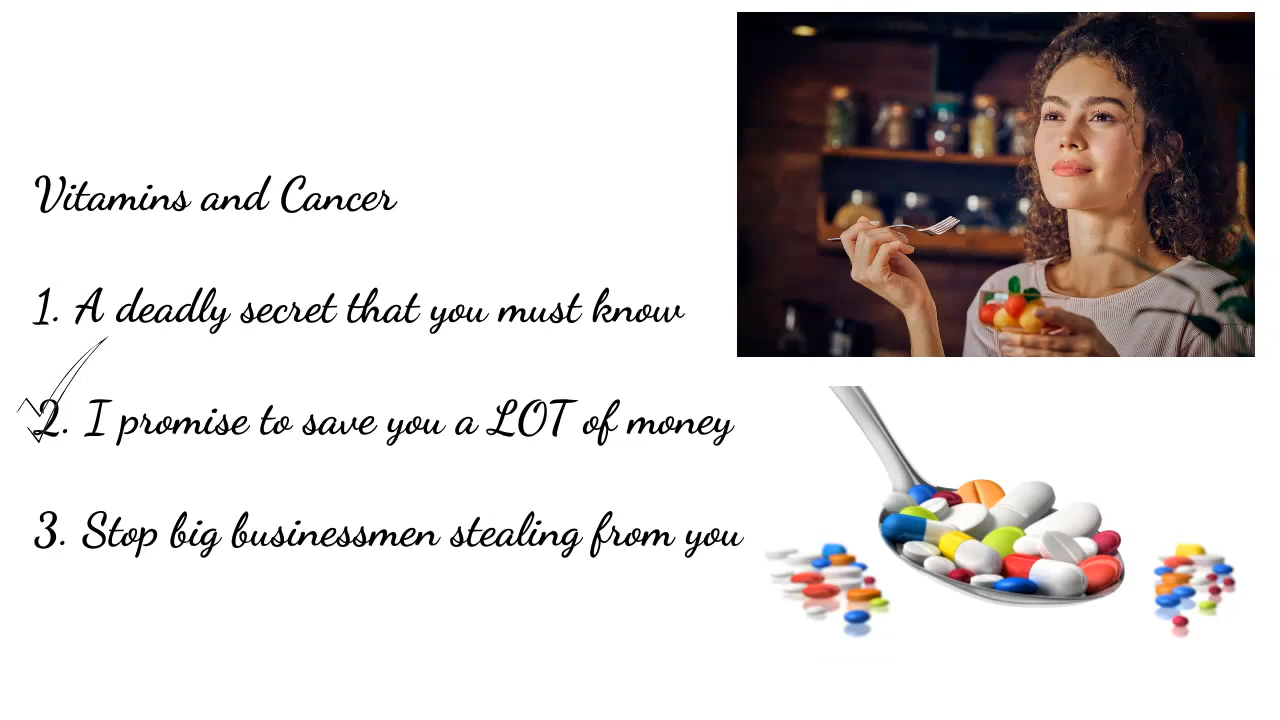 Vitamins and Cancer
1. A deadly secret that you must know
2. I promise to save you a LOT of money
3. Stop big businessmen stealing from you